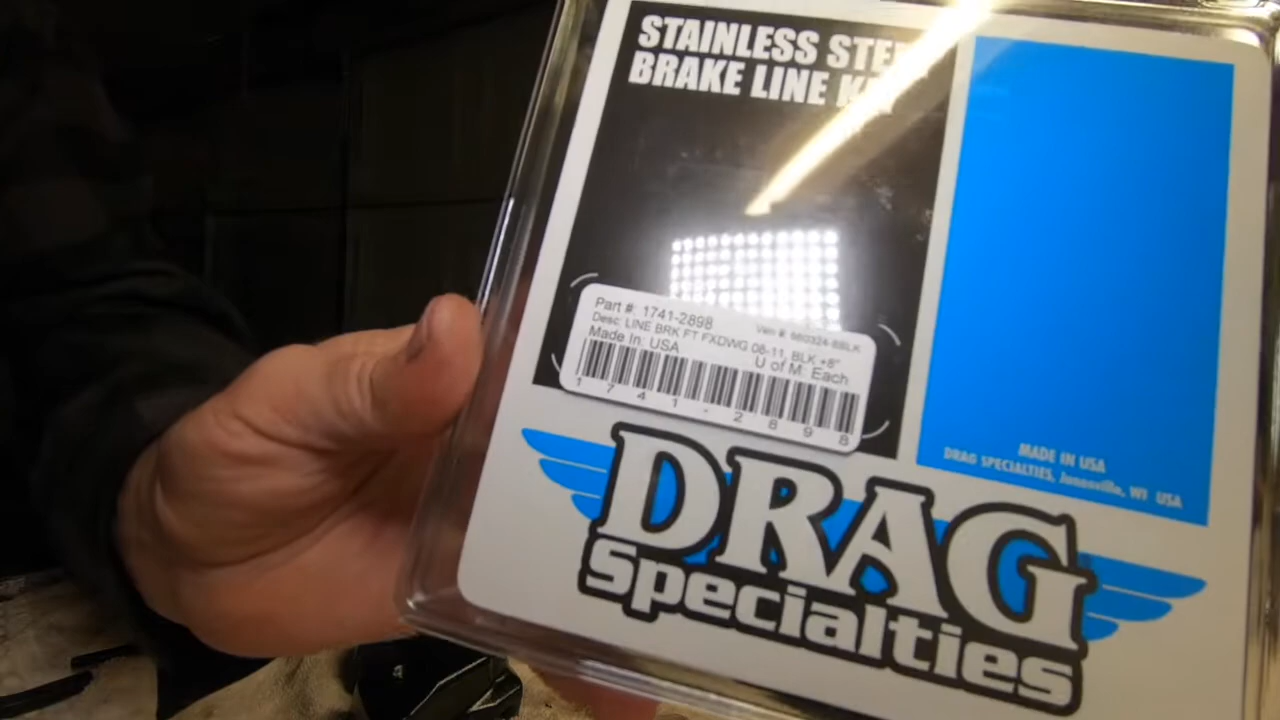 STAINLESS STE
BRAKE LINE K
Part #: 1741-2898
Desc: LINE BRK FT FXDWG 08-11, BLK +8"
Made In: USA
U of M: Each
1741-2898
MADE IN USA
DRAG SPECIALTIES, Janesville, WI USA
DRAG
Specialties